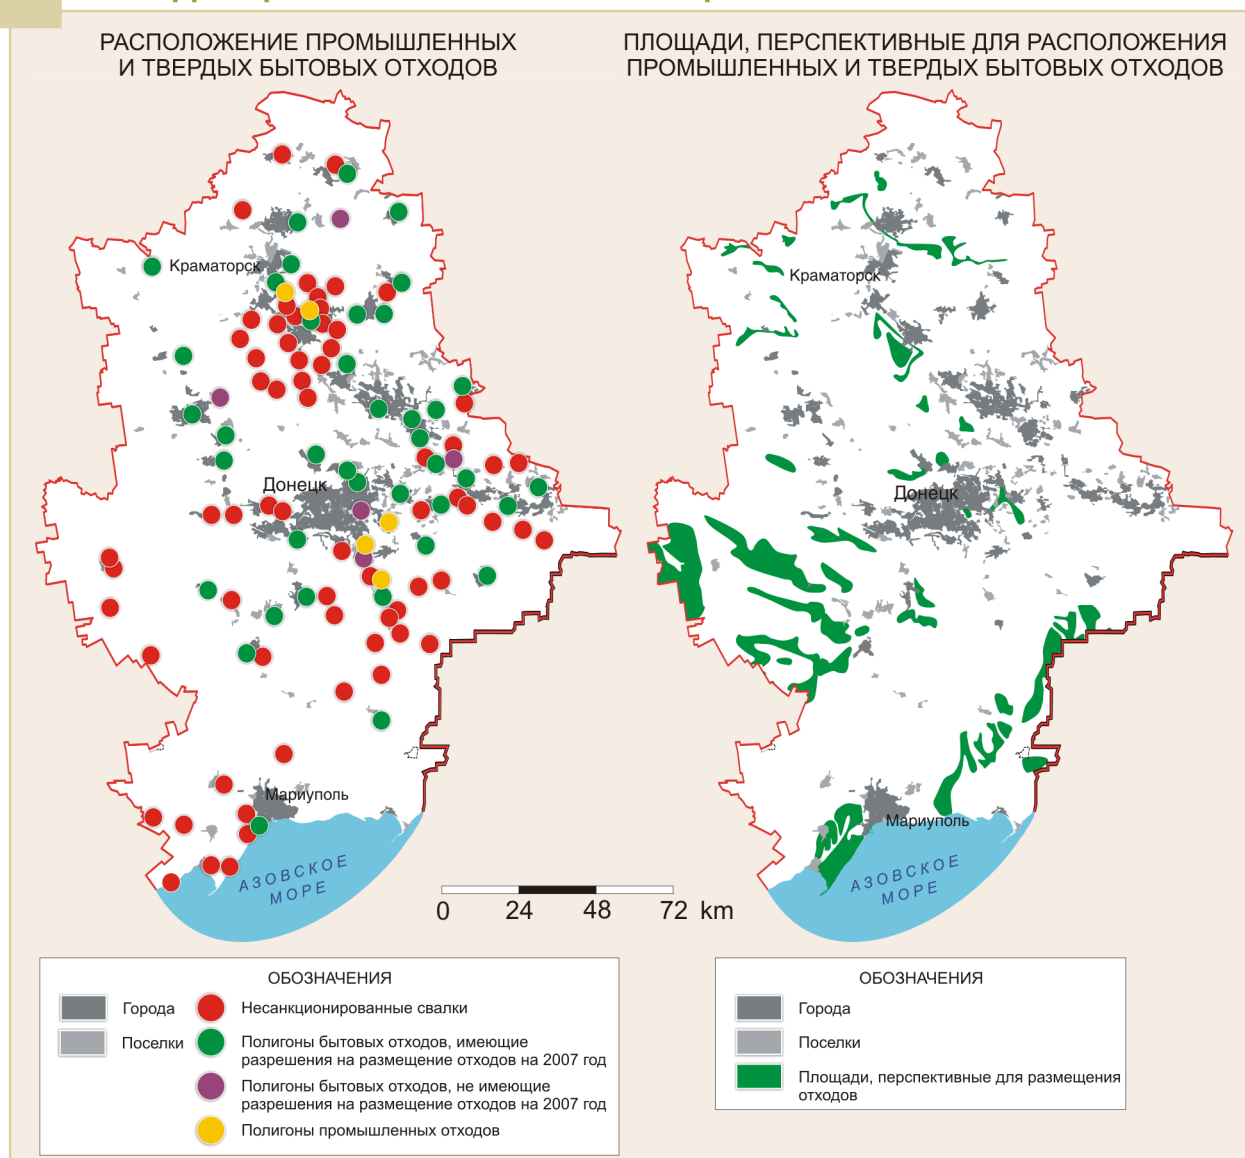 РАСПОЛОЖЕНИЕ ПРОМЫШЛЕННЫХ
И ТВЕРДЫХ БЫТОВЫХ ОТХОДОВ
ПЛОЩАДИ, ПЕРСПЕКТИВНЫЕ ДЛЯ РАСПОЛОЖЕНИЯ
ПРОМЫШЛЕННЫХ И ТВЕРДЫХ БЫТОВЫХ ОТХОДОВ
Краматорск
Донецк
Мариуполь
АЗОВСКОЕ
МОРЕ
Краматорск
Донецк
Мариуполь
АЗОВСКОЕ
МОРЕ
0 24 48 72 km
ОБОЗНАЧЕНИЯ
Города
Поселки
Несанкционированные свалки
Полигоны бытовых отходов, имеющие
разрешения на размещение отходов на 2007 год
Полигоны бытовых отходов, не имеющие
разрешения на размещение отходов на 2007 год
Полигоны промышленных отходов
ОБОЗНАЧЕНИЯ
Города
Поселки
Площади, перспективные для размещения
отходов